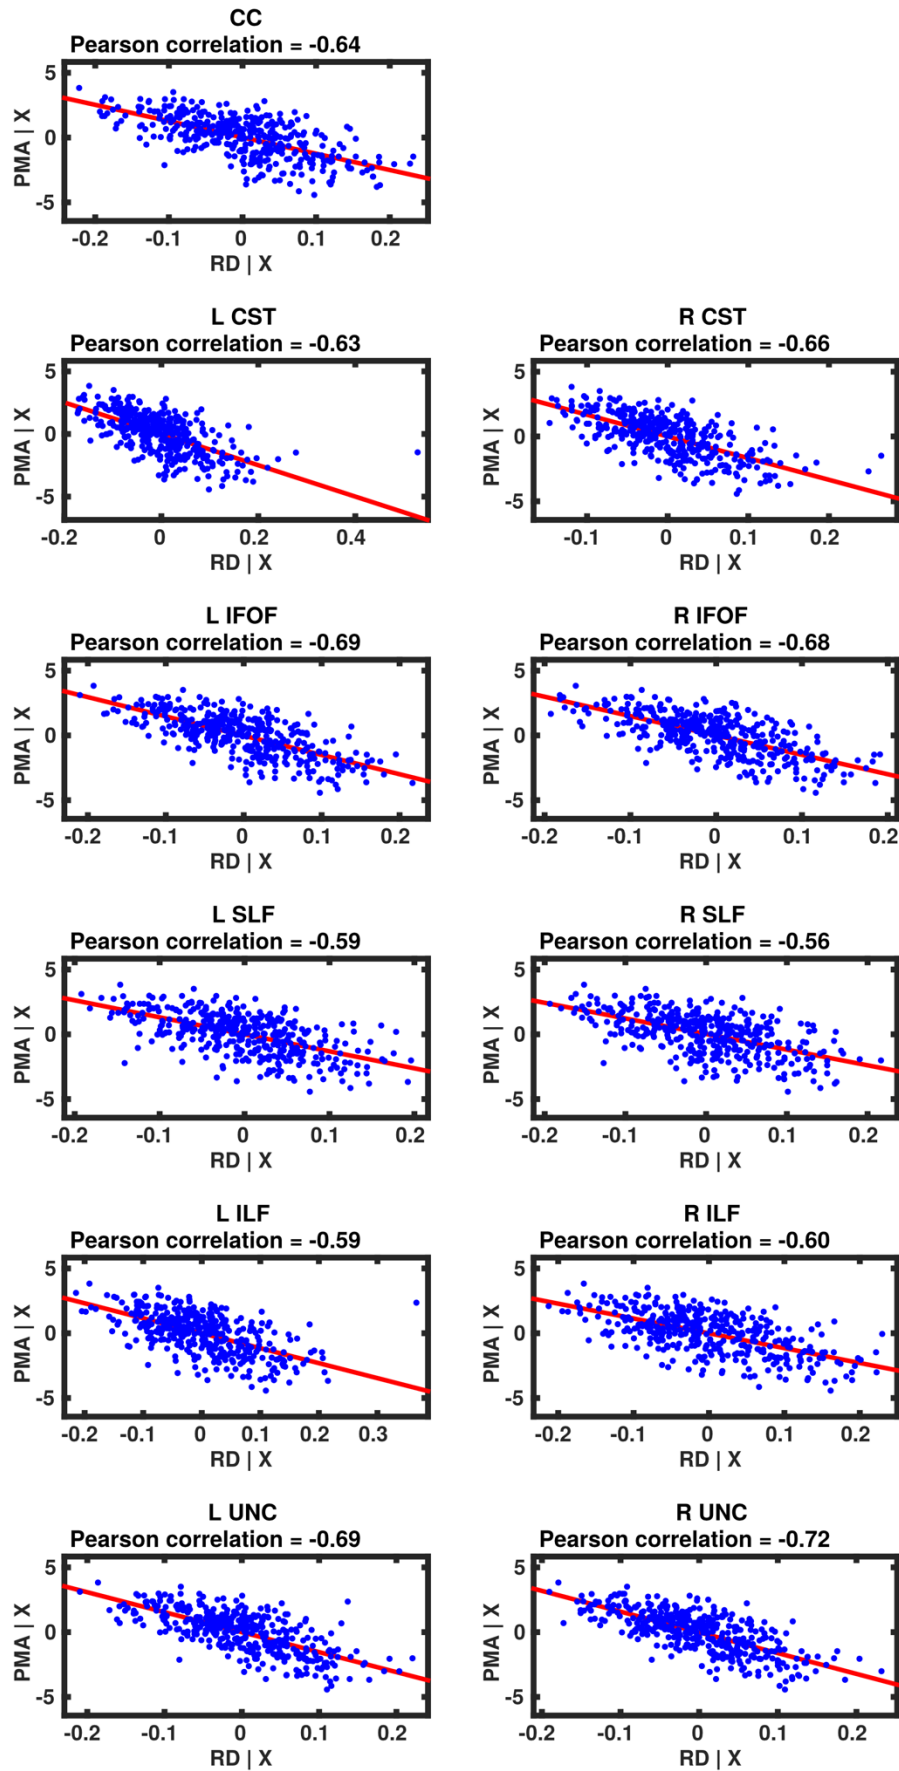 CC
Pearson correlation = -0.64
5
0
-5
PMA | X
-0.2 -0.1 0 0.1 0.2
RD | X
L CST
Pearson correlation = -0.63
5
0
-5
PMA | X
-0.2 0 0.2 0.4
RD | X
R CST
Pearson correlation = -0.66
5
0
-5
PMA | X
-0.1 0 0.1 0.2
RD | X
L IFOF
Pearson correlation = -0.69
5
0
-5
PMA | X
-0.2 -0.1 0 0.1 0.2
RD | X
R IFOF
Pearson correlation = -0.68
5
0
-5
PMA | X
-0.2 -0.1 0 0.1 0.2
RD | X
L SLF
Pearson correlation = -0.59
5
0
-5
PMA | X
-0.2 -0.1 0 0.1 0.2
RD | X
R SLF
Pearson correlation = -0.56
5
0
-5
PMA | X
-0.2 -0.1 0 0.1 0.2
RD | X
L ILF
Pearson correlation = -0.59
5
0
-5
PMA | X
-0.2 -0.1 0 0.1 0.2 0.3
RD | X
R ILF
Pearson correlation = -0.60
5
0
-5
PMA | X
-0.2 -0.1 0 0.1 0.2
RD | X
L UNC
Pearson correlation = -0.69
5
0
-5
PMA | X
-0.2 -0.1 0 0.1 0.2
RD | X
R UNC
Pearson correlation = -0.72
5
0
-5
PMA | X
-0.2 -0.1 0 0.1 0.2
RD | X